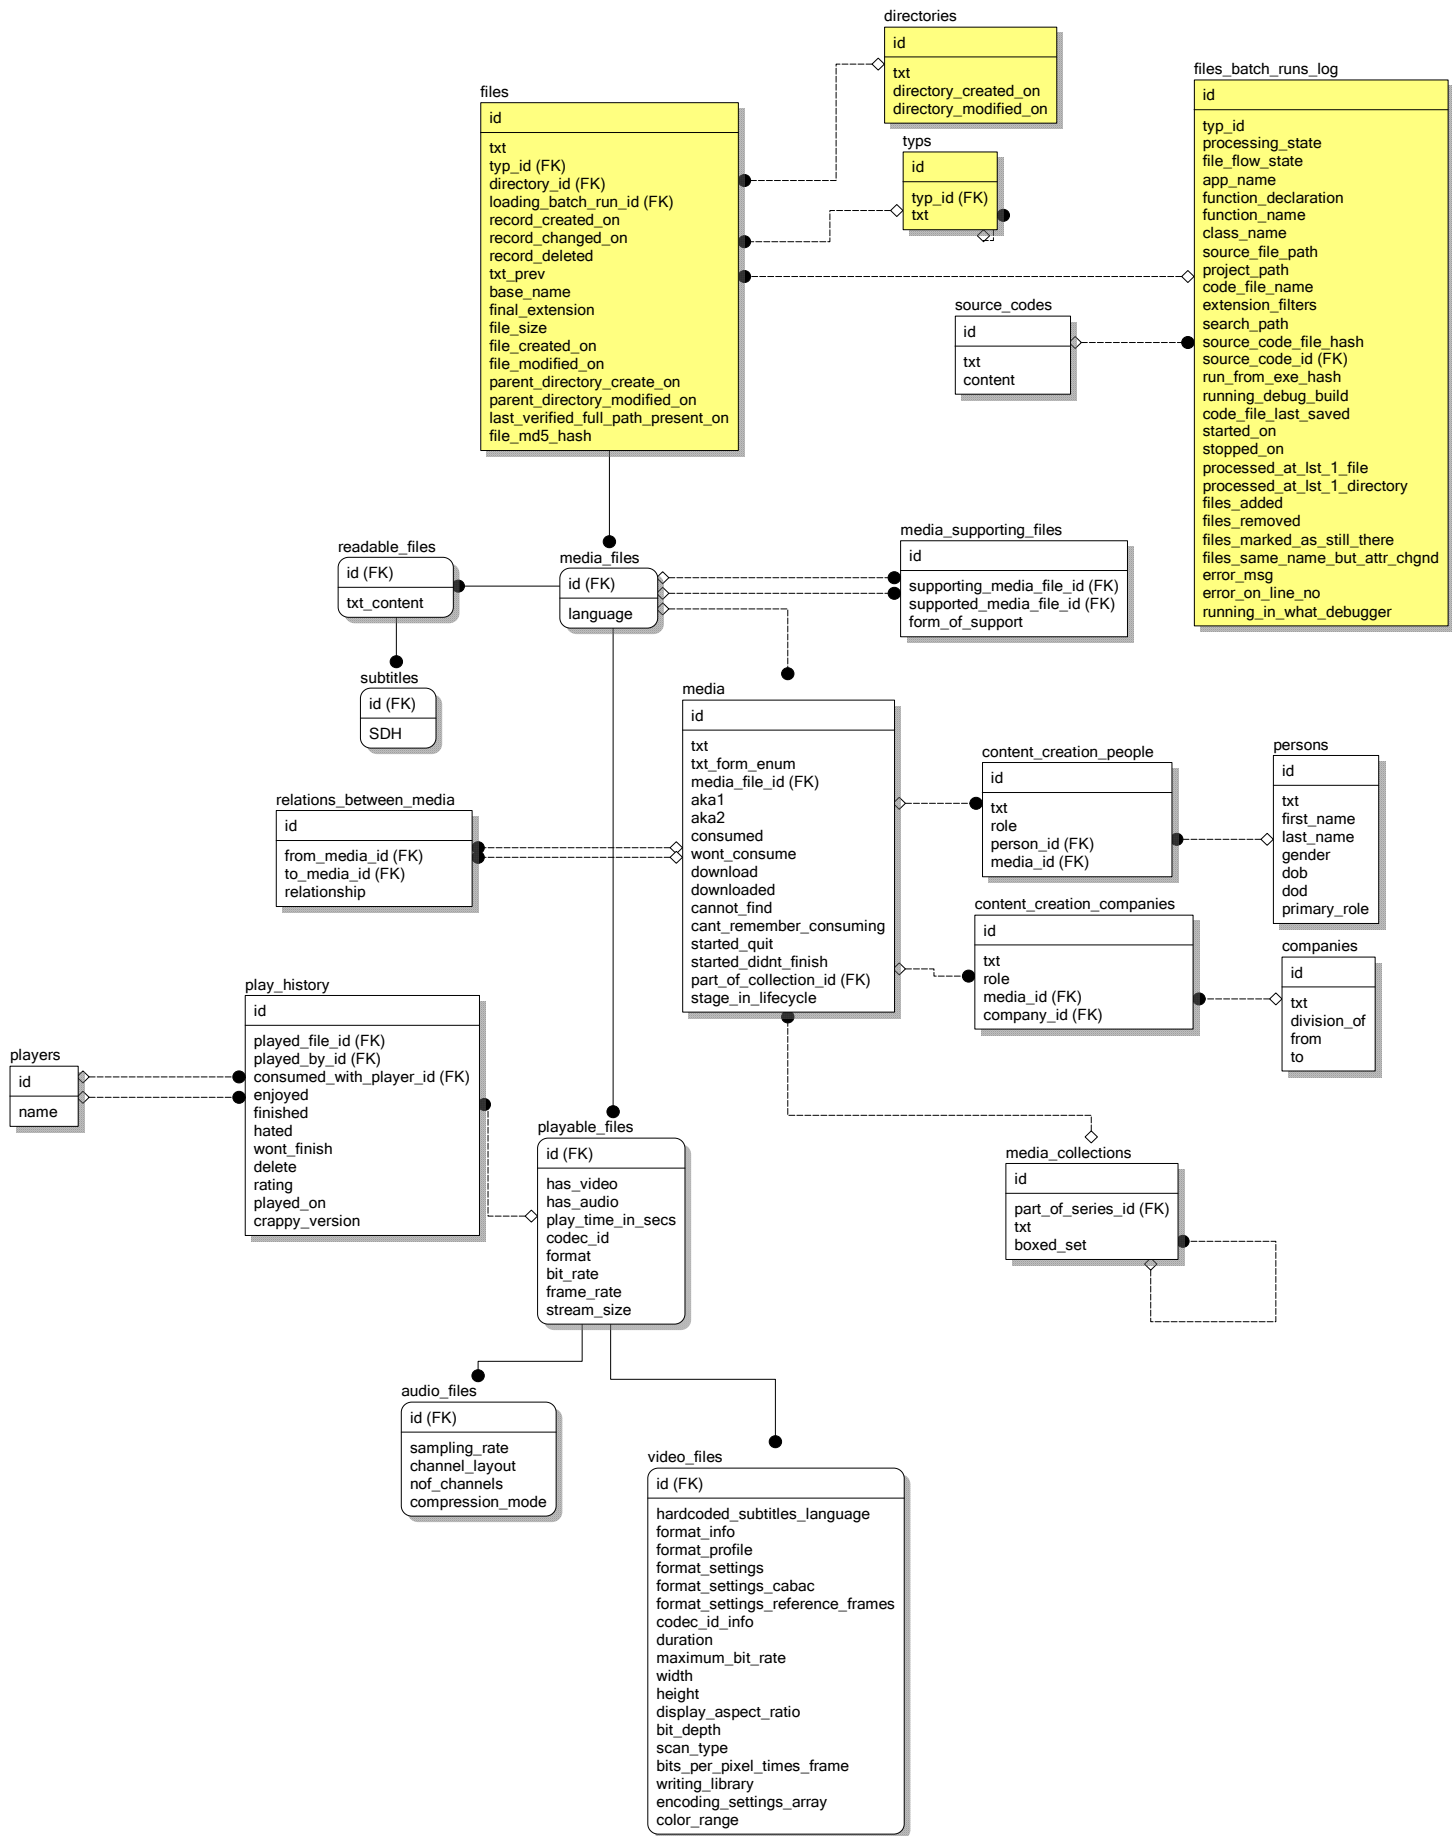 directories
id
txt
directory_created_on
directory_modified_on
files_batch_runs_log
id
typ_id
processing_state
file_flow_state
app_name
function_declaration
function_name
class_name
source_file_path
project_path
code_file_name
extension_filters
search_path
source_code_file_hash
source_code_id (FK)
run_from_exe_hash
running_debug_build
code_file_last_saved
started_on
stopped_on
processed_at_lst_1_file
processed_at_lst_1_directory
files_added
files_removed
files_marked_as_still_there
files_same_name_but_attr_chgnd
error_msg
error_on_line_no
running_in_what_debugger
files
id
txt
typ_id (FK)
directory_id (FK)
loading_batch_run_id (FK)
record_created_on
record_changed_on
record_deleted
txt_prev
base_name
final_extension
file_size
file_created_on
file_modified_on
parent_directory_create_on
parent_directory_modified_on
last_verified_full_path_present_on
file_md5_hash
typs
id
typ_id (FK)
txt
source_codes
id
txt
content
readable_files
id (FK)
txt_content
media_files
id (FK)
language
media_supporting_files
id
supporting_media_file_id (FK)
supported_media_file_id (FK)
form_of_support
subtitles
id (FK)
SDH
media
id
txt
txt_form_enum
media_file_id (FK)
aka1
aka2
consumed
wont_consume
download
downloaded
cannot_find
cant_remember_consuming
started_quit
started_didnt_finish
part_of_collection_id (FK)
stage_in_lifecycle
content_creation_people
id
txt
role
person_id (FK)
media_id (FK)
persons
id
txt
first_name
last_name
gender
dob
dod
primary_role
relations_between_media
id
from_media_id (FK)
to_media_id (FK)
relationship
content_creation_companies
id
txt
role
media_id (FK)
company_id (FK)
companies
id
txt
division_of
from
to
play_history
id
played_file_id (FK)
played_by_id (FK)
consumed_with_player_id (FK)
enjoyed
finished
hated
wont_finish
delete
rating
played_on
crappy_version
players
id
name
playable_files
id (FK)
has_video
has_audio
play_time_in_secs
codec_id
format
bit_rate
frame_rate
stream_size
media_collections
id
part_of_series_id (FK)
txt
boxed_set
audio_files
id (FK)
sampling_rate
channel_layout
nof_channels
compression_mode
video_files
id (FK)
hardcoded_subtitles_language
format_info
format_profile
format_settings
format_settings_cabac
format_settings_reference_frames
codec_id_info
duration
maximum_bit_rate
width
height
display_aspect_ratio
bit_depth
scan_type
bits_per_pixel_times_frame
writing_library
encoding_settings_array
color_range